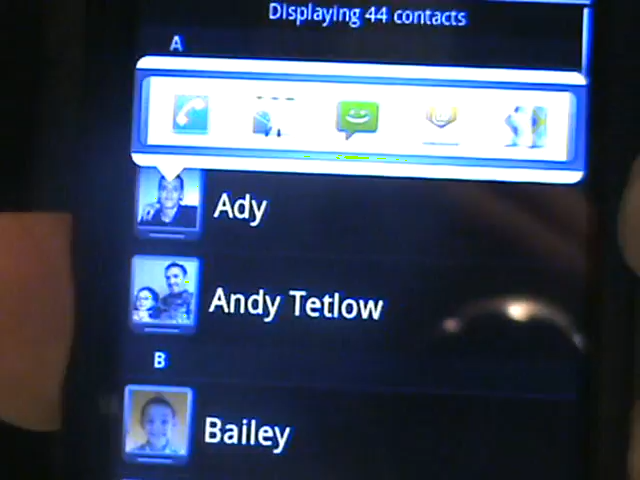 Displaying 44 contacts
A
Ady
Andy Tetlow
B
Bailey